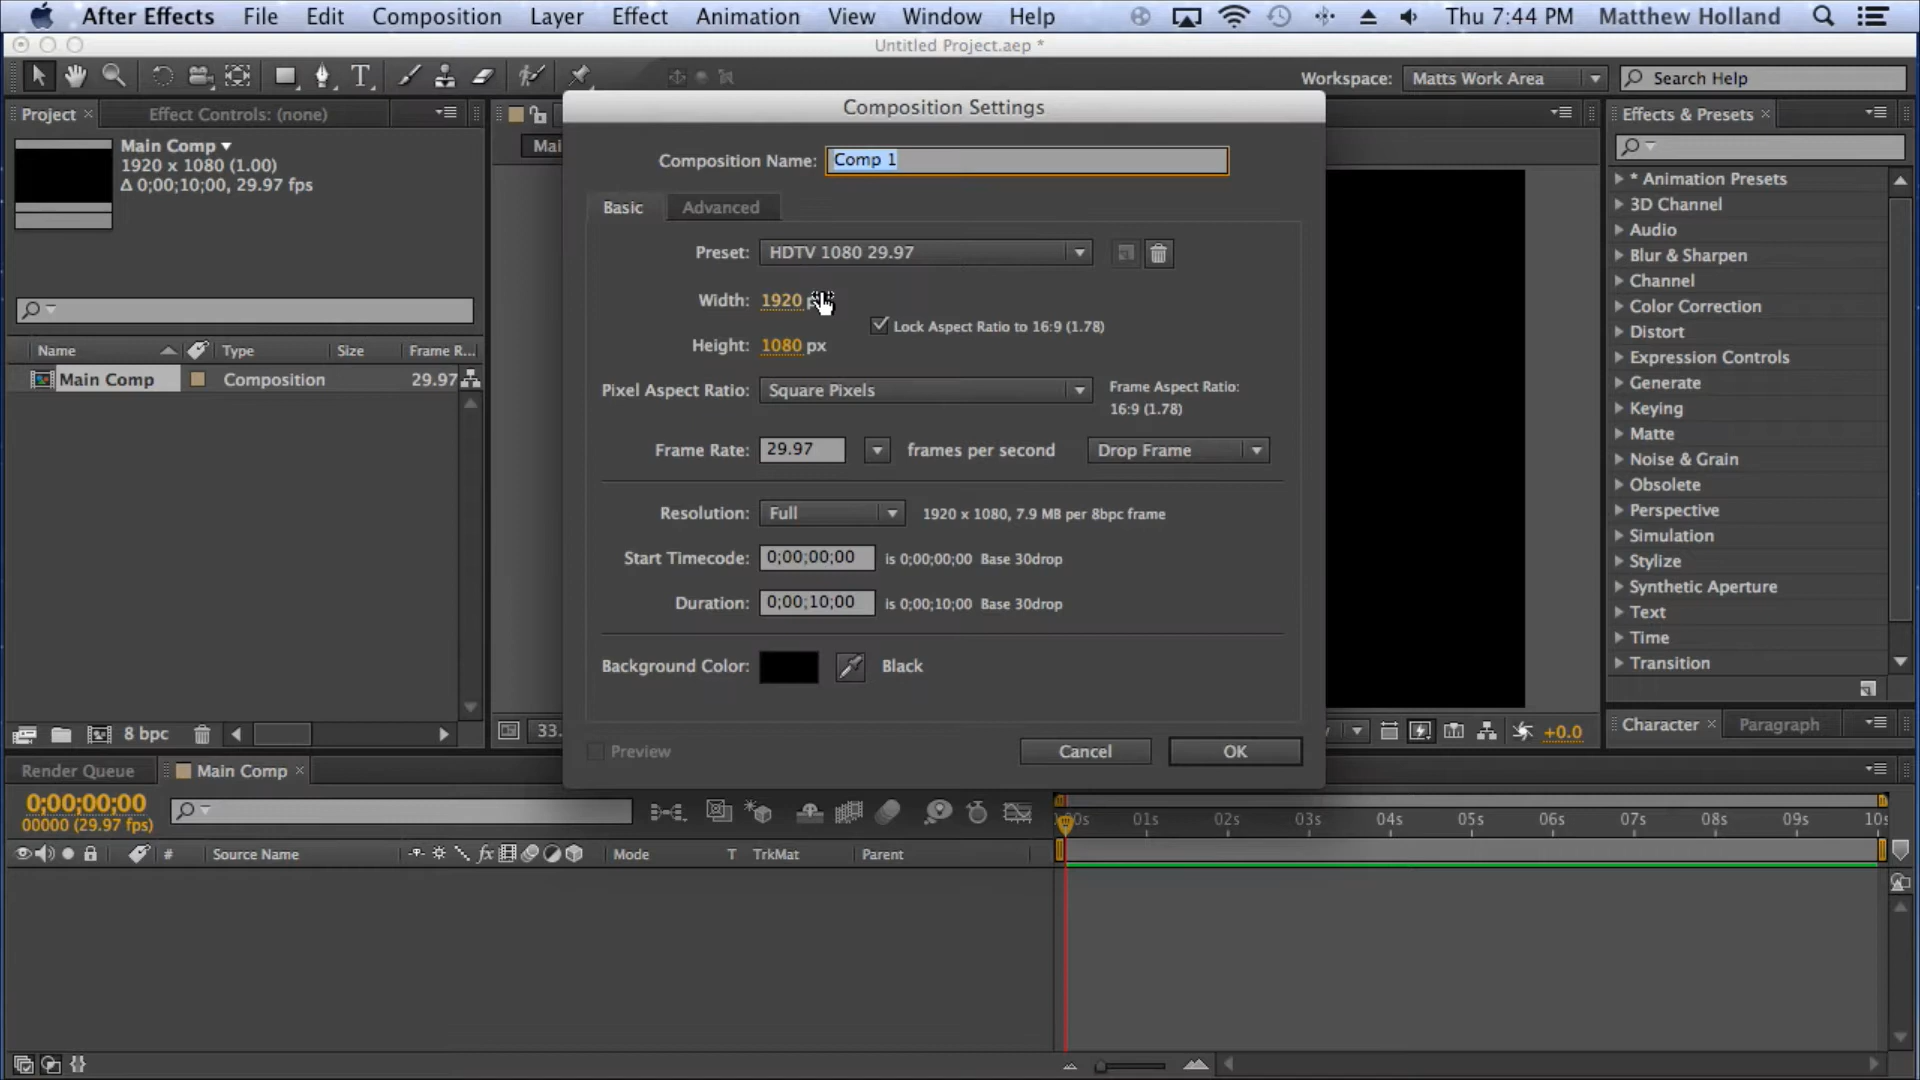 After Effects File Edit Composition Layer Effect Animation View Window Help Thu 7:44 PM Matthew Holland
Untitled Project.aep *
Workspace: Matts Work Area Search Help
Project Effect Controls: (none)
Main Comp
1920 x 1080 (1.00)
Δ 0;00;10;00, 29.97 fps
Name Type Size Frame R...
Main Comp Composition 29.97
8 bpc
Mai
33.
Composition Settings
Composition Name: Comp 1
Basic Advanced
Preset: HDTV 1080 29.97
Width: 1920
Lock Aspect Ratio to 16:9 (1.78)
Height: 1080 px
Pixel Aspect Ratio: Square Pixels Frame Aspect Ratio:
16:9 (1.78)
Frame Rate: 29.97 frames per second Drop Frame
Resolution: Full 1920 x 1080, 7.9 MB per 8bpc frame
Start Timecode: 0;00;00;00 is 0;00;00;00 Base 30drop
Duration: 0;00;10;00 is 0;00;10;00 Base 30drop
Background Color: Black
Preview Cancel OK
+0.0
Effects & Presets
* Animation Presets
3D Channel
Audio
Blur & Sharpen
Channel
Color Correction
Distort
Expression Controls
Generate
Keying
Matte
Noise & Grain
Obsolete
Perspective
Simulation
Stylize
Synthetic Aperture
Text
Time
Transition
Character Paragraph
Render Queue Main Comp
0;00;00;00
00000 (29.97 fps)
# Source Name fx Mode T TrkMat Parent
00s 01s 02s 03s 04s 05s 06s 07s 08s 09s 10s